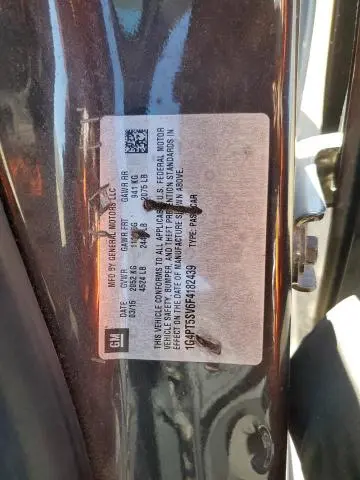 GM
MFD BY GENERAL MOTORS LLC
DATE GVWR GAWR FRT GAWR RR
03/15 2052 KG KG 941 KG
4524 LB LB 2075 LB
THIS VEHICLE CONFORMS TO ALL APPLICABLE U.S. FEDERAL MOTOR
VEHICLE SAFETY, BUMPER, AND THEFT PREVENTION STANDARDS IN
EFFECT ON THE DATE OF MANUFACTURE SHOWN ABOVE.
TYPE: PASS CAR
1G4PT5SV6F4182439